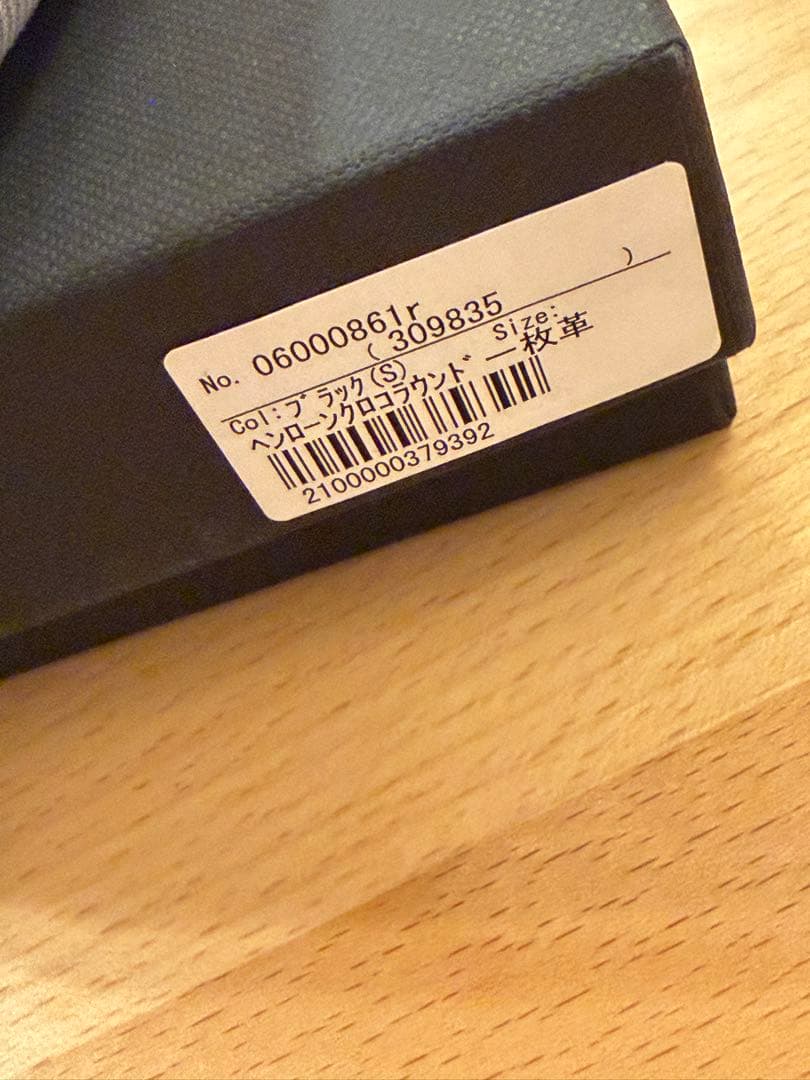 No. 06000861r
( 309835 )
Col:ブラック(S) Size:
ヘンローンクロコラウンド 一枚革
2100000379392